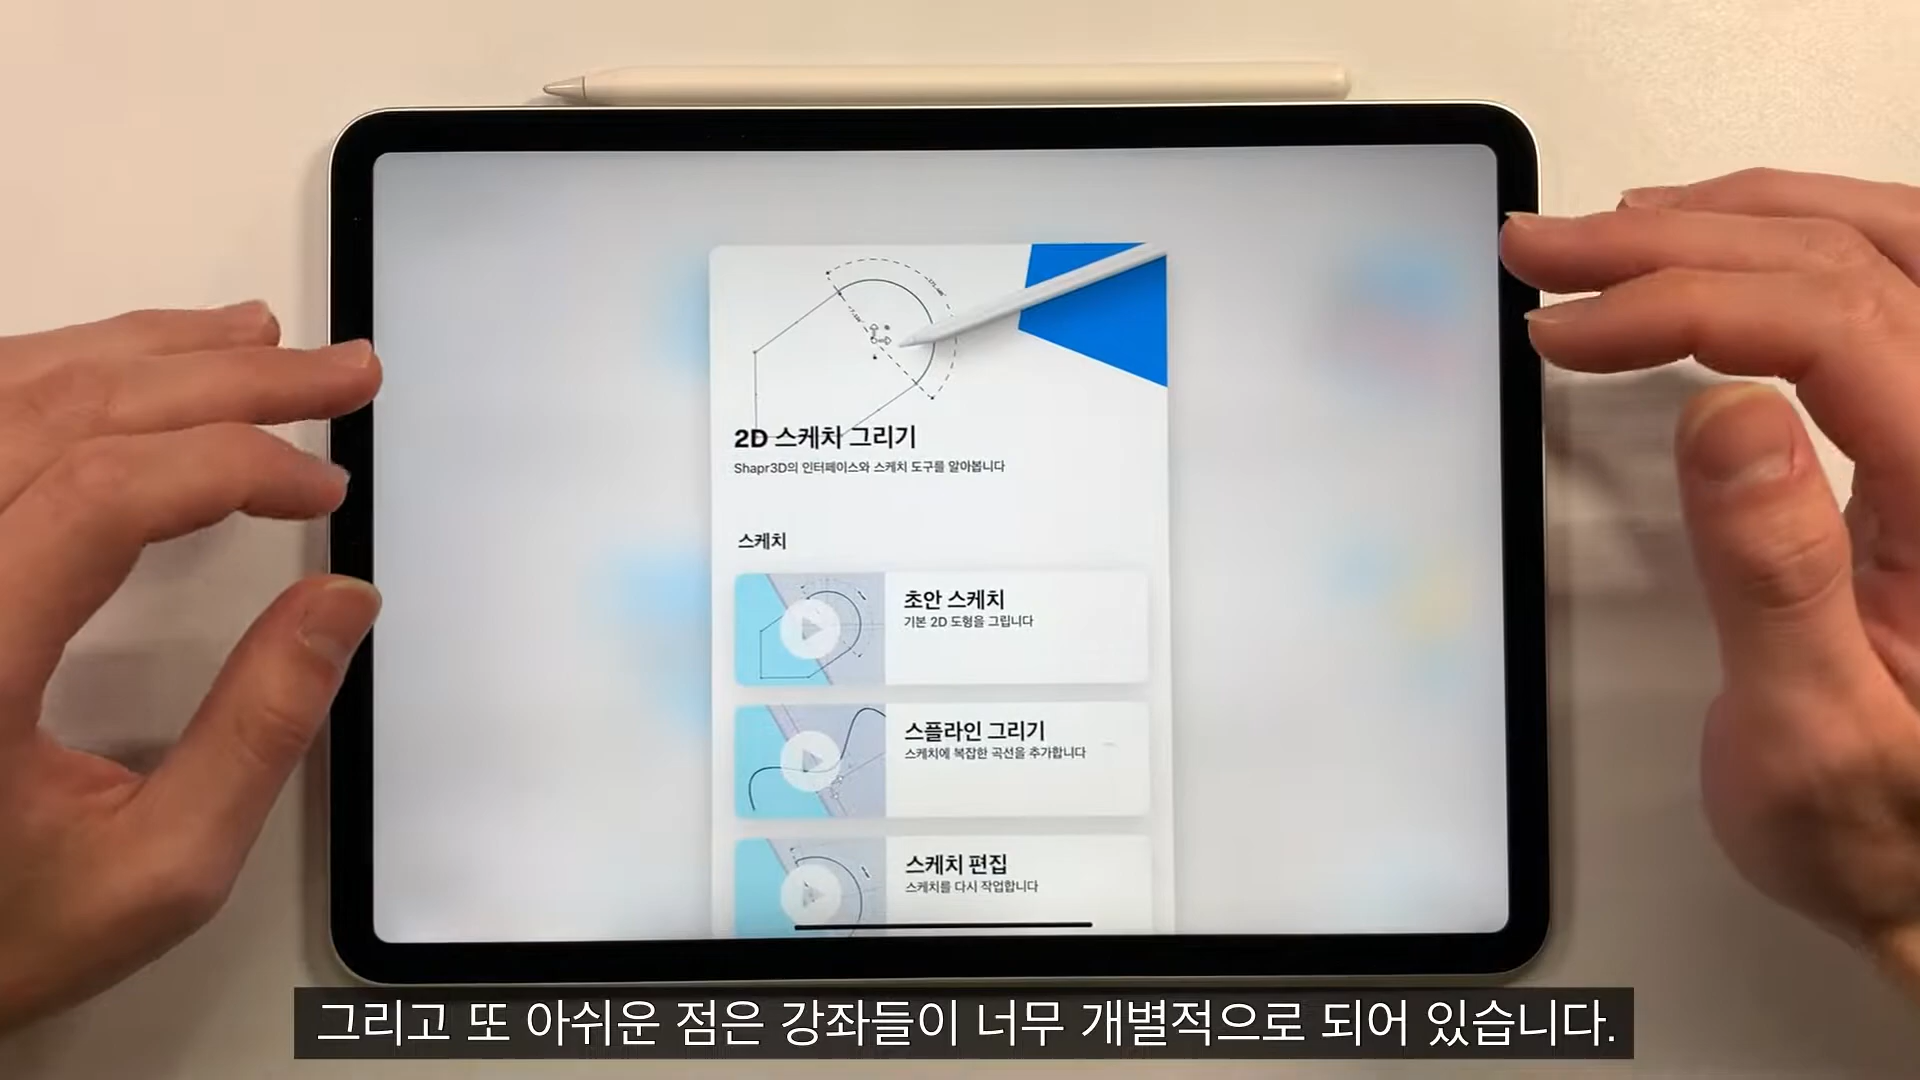 2D 스케치 그리기
Shapr3D의 인터페이스와 스케치 도구를 알아봅니다
스케치
초안 스케치
기본 2D 도형을 그립니다
스플라인 그리기
스케치에 복잡한 곡선을 추가합니다
스케치 편집
스케치를 다시 작업합니다
그리고 또 아쉬운 점은 강좌들이 너무 개별적으로 되어 있습니다.